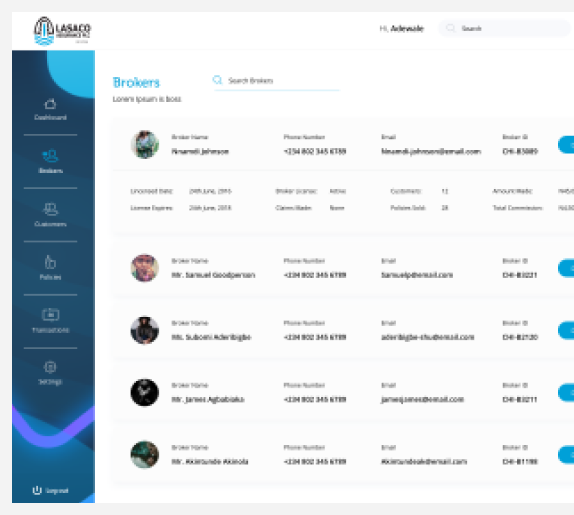 LASACO
ASSURANCE PLC
Hi, Adewale
Search
Brokers
Search Brokers
Lorem Ipsum is boss
Dashboard
Brokers
Customers
Policies
Transactions
Settings
Logout
Broker Name Phone Number Email Broker ID
Nnamdi Johnson +234 802 345 6789 Nnamdi.johnson@email.com CHI-B3089
Licensed Date: 24th June, 2016 Broker License: Active Customers: 12 Amount Made:
License Expires: 24th June, 2018 Claims Made: None Policies Sold: 28 Total Commission:
Broker Name Phone Number Email Broker ID
Mr. Samuel Goodperson +234 802 345 6789 Samuelp@email.com CHI-B3221
Broker Name Phone Number Email Broker ID
Ms. Subomi Aderibigbe +234 802 345 6789 aderibigbe-shu@email.com CHI-B2120
Broker Name Phone Number Email Broker ID
Mr. James Agbabiaka +234 802 345 6789 jamesjames@email.com CHI-B3211
Broker Name Phone Number Email Broker ID
Mr. Akintunde Akinola +234 802 345 6789 Akintundeak@email.com CHI-B1198